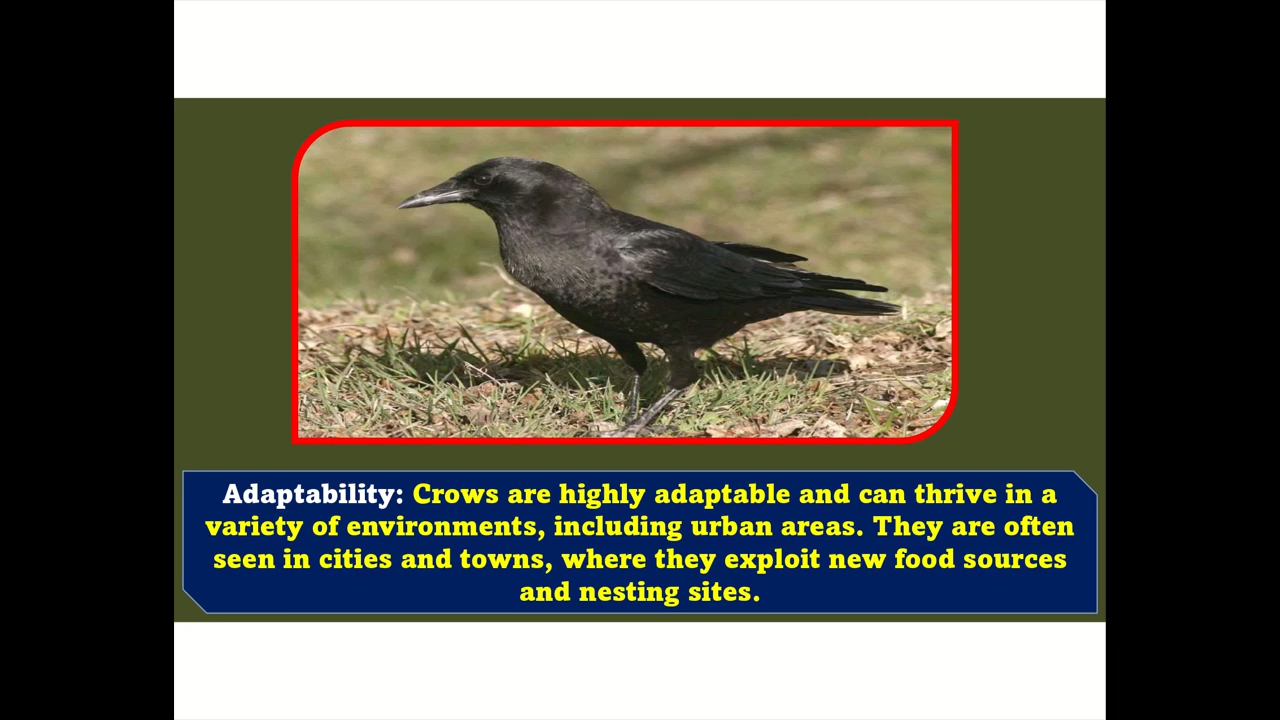 Adaptability: Crows are highly adaptable and can thrive in a
variety of environments, including urban areas. They are often
seen in cities and towns, where they exploit new food sources
and nesting sites.